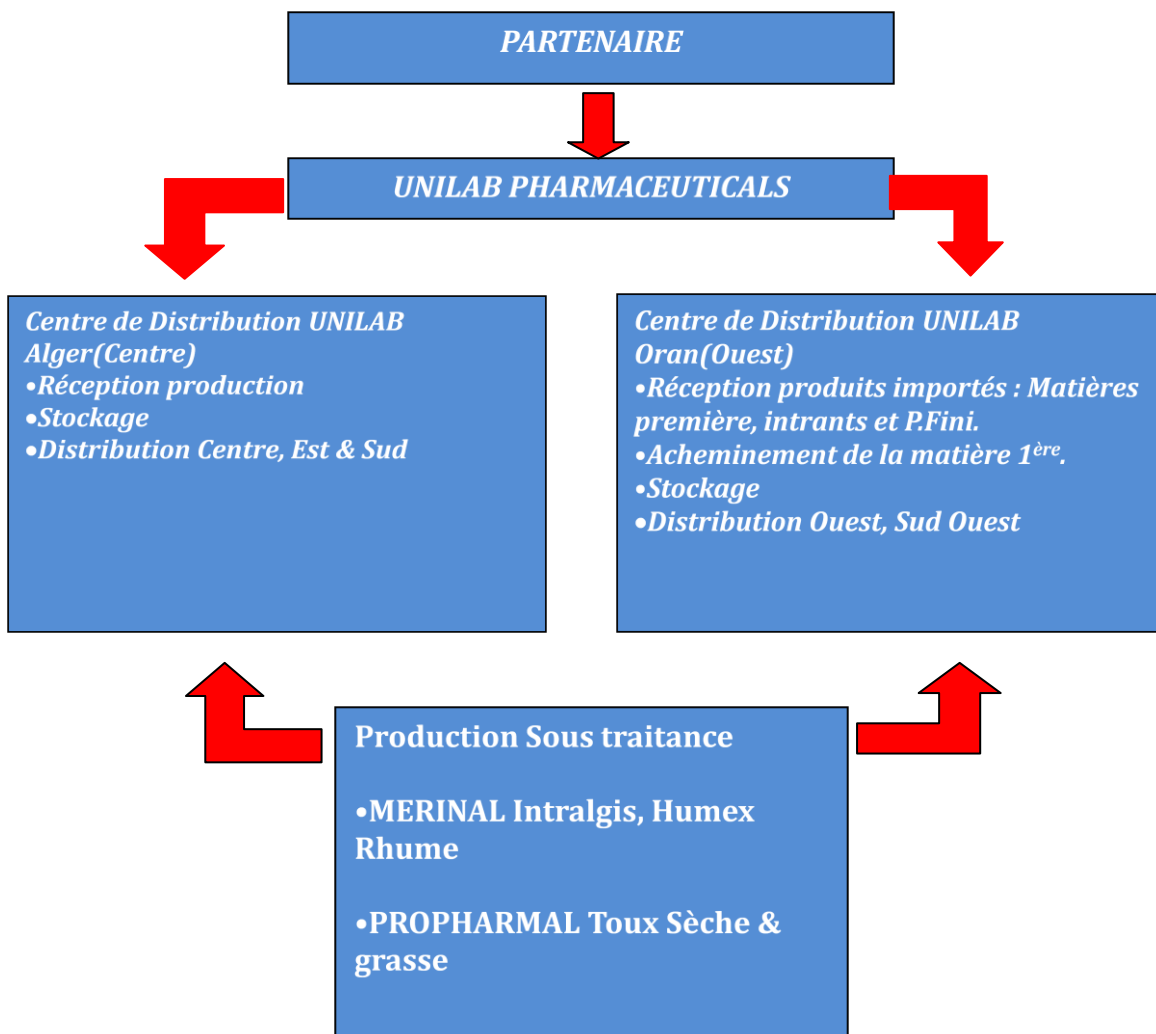 PARTENAIRE
UNILAB PHARMACEUTICALS
Centre de Distribution UNILAB
Alger(Centre)
•Réception production
•Stockage
•Distribution Centre, Est & Sud
Centre de Distribution UNILAB
Oran(Ouest)
•Réception produits importés : Matières
première, intrants et P.Fini.
•Acheminement de la matière 1ère.
•Stockage
•Distribution Ouest, Sud Ouest
Production Sous traitance
•MERINAL Intralgis, Humex
Rhume
•PROPHARMAL Toux Sèche &
grasse